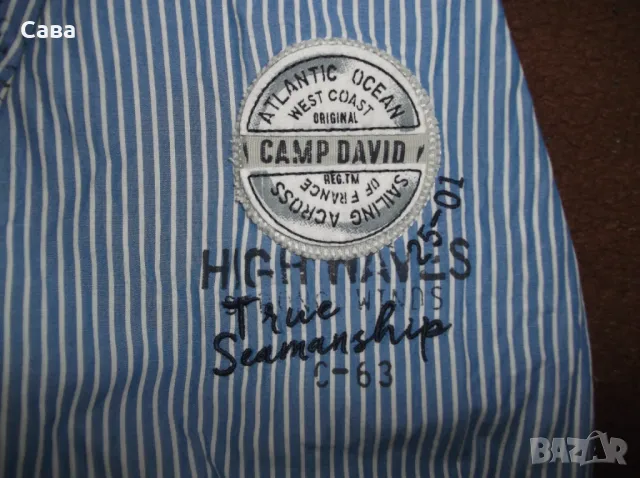 Сава
ATLANTIC OCEAN
WEST COAST
ORIGINAL
CAMP DAVID
REG.TM
OF FRANCE
SAILING ACROSS
25-01
HIGH WAVES
WINDS
True
Seamanship
C-63
BAZAR